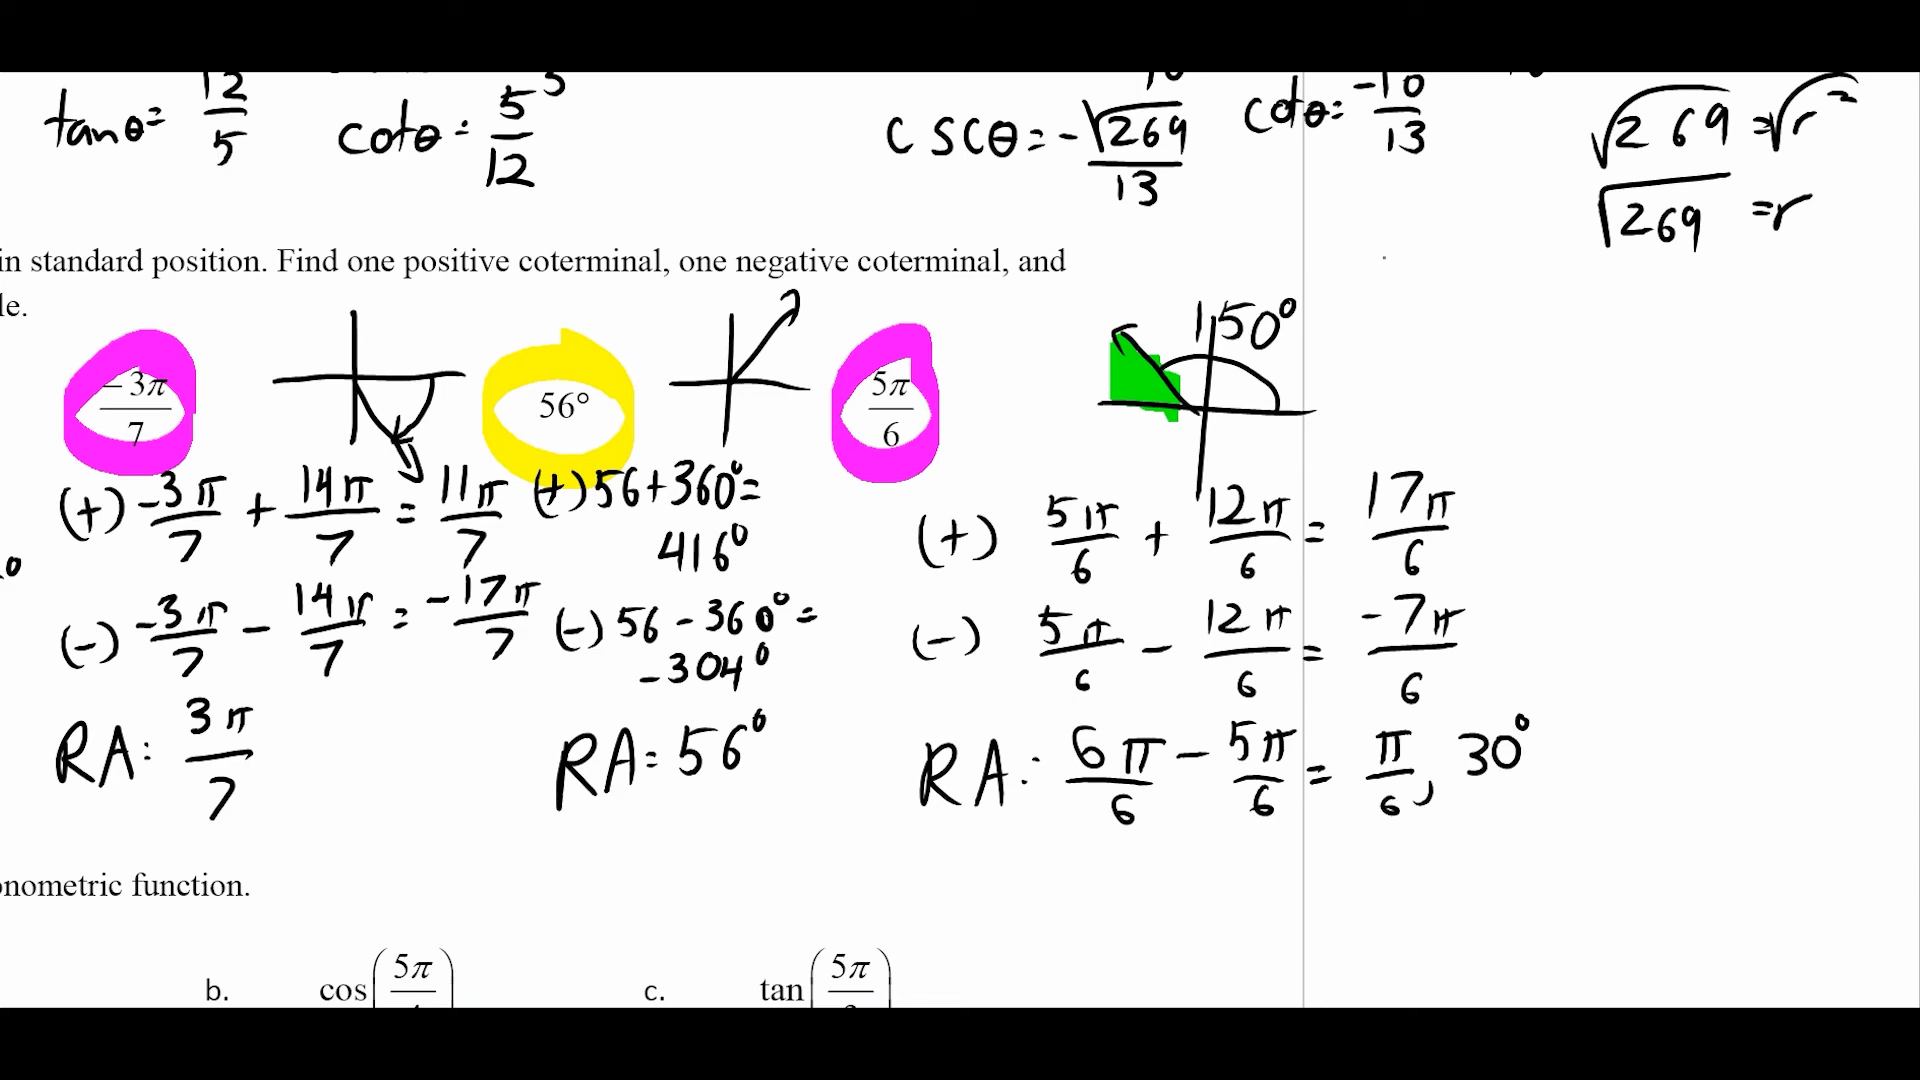 tanθ = 12/5 cotθ = 5/12 5 cscθ = -√269/13 cotθ = -10/13 √269 = √r²
√269 = r
in standard position. Find one positive coterminal, one negative coterminal, and
le.
150°
-3π/7 56° 5π/6
(+) -3π/7 + 14π/7 = 11π/7 (+) 56+360° = 416° (+) 5π/6 + 12π/6 = 17π/6
(-) -3π/7 - 14π/7 = -17π/7 (-) 56 - 360° = -304° (-) 5π/6 - 12π/6 = -7π/6
RA: 3π/7 RA = 56° RA: 6π/6 - 5π/6 = π/6, 30°
onometric function.
b. cos(5π c. tan(5π